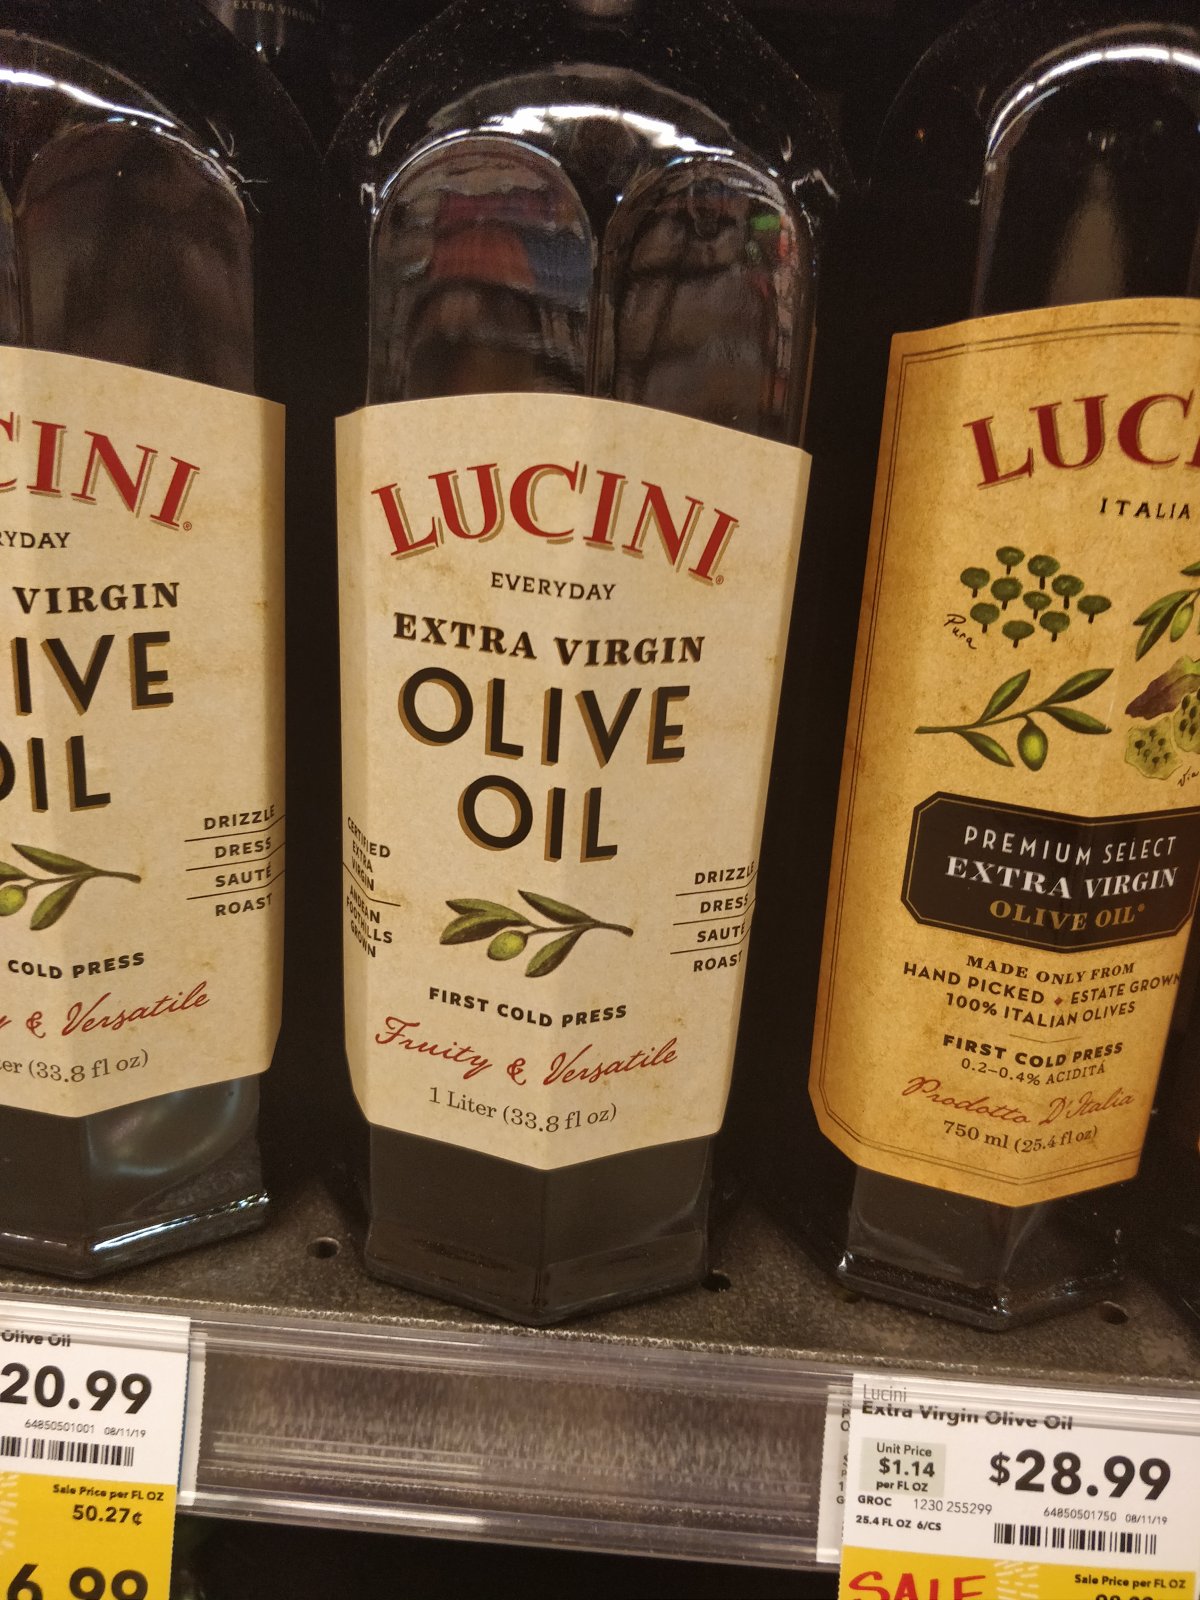 EXTRA VIRGIN
CINI
RYDAY
VIRGIN
IVE
OIL
DRIZZLE
DRESS
SAUTÉ
ROAST
COLD PRESS
y & Versatile
er (33.8 fl oz)
LUCINI
EVERYDAY
EXTRA VIRGIN
OLIVE
OIL
CERTIFIED
EXTRA
VIRGIN
ANDEAN
FOOTHILLS
GROWN
DRIZZLE
DRESS
SAUTÉ
ROAST
FIRST COLD PRESS
Fruity & Versatile
1 Liter (33.8 fl oz)
LUC
ITALIA
Pura
PREMIUM SELECT
EXTRA VIRGIN
OLIVE OIL
MADE ONLY FROM
HAND PICKED • ESTATE GROWN
100% ITALIAN OLIVES
FIRST COLD PRESS
0.2–0.4% ACIDITÁ
Prodotto D'Italia
750 ml (25.4 fl oz)
Olive Oil
20.99
64850501001 08/11/19
Sale Price per FL OZ
50.27¢
6.99
Lucini
Extra Virgin Olive Oil
Unit Price
$1.14
per FL OZ
$28.99
GROC 1230 255299
64850501750 08/11/19
25.4 FL OZ 6/CS
SALE
Sale Price per FL OZ